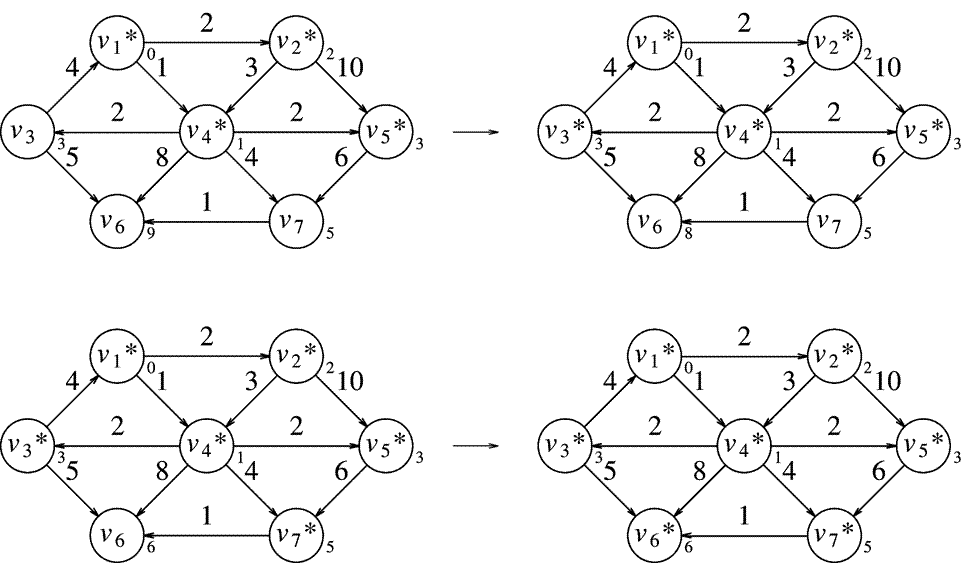 2 2
v1* 0 v2* 2 v1* 0 v2* 2
4 1 3 10 4 1 3 10
2 2 2 2
v3 3 v4* 1 v5* 3 v3* 3 v4* 1 v5* 3
5 8 4 6 5 8 4 6
1 1
v6 9 v7 5 v6 8 v7 5
2 2
v1* 0 v2* 2 v1* 0 v2* 2
4 1 3 10 4 1 3 10
2 2 2 2
v3* 3 v4* 1 v5* 3 v3* 3 v4* 1 v5* 3
5 8 4 6 5 8 4 6
1 1
v6 6 v7* 5 v6* 6 v7* 5